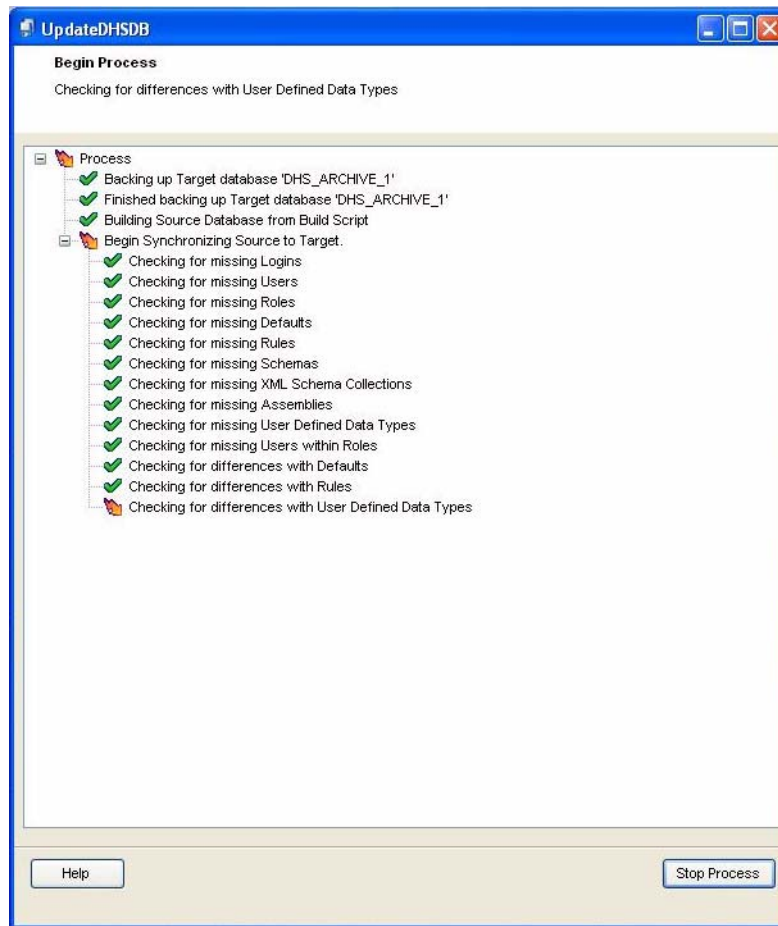 UpdateDHSDB
Begin Process
Checking for differences with User Defined Data Types
Process
Backing up Target database 'DHS_ARCHIVE_1'
Finished backing up Target database 'DHS_ARCHIVE_1'
Building Source Database from Build Script
Begin Synchronizing Source to Target.
Checking for missing Logins
Checking for missing Users
Checking for missing Roles
Checking for missing Defaults
Checking for missing Rules
Checking for missing Schemas
Checking for missing XML Schema Collections
Checking for missing Assemblies
Checking for missing User Defined Data Types
Checking for missing Users within Roles
Checking for differences with Defaults
Checking for differences with Rules
Checking for differences with User Defined Data Types
Help
Stop Process